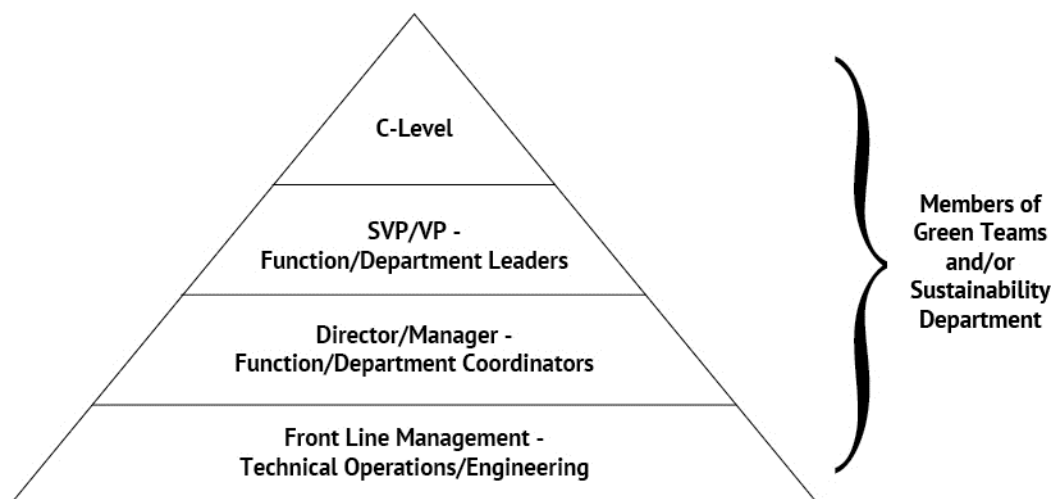 C-Level
SVP/VP -
Function/Department Leaders
Director/Manager -
Function/Department Coordinators
Front Line Management -
Technical Operations/Engineering
Members of
Green Teams
and/or
Sustainability
Department